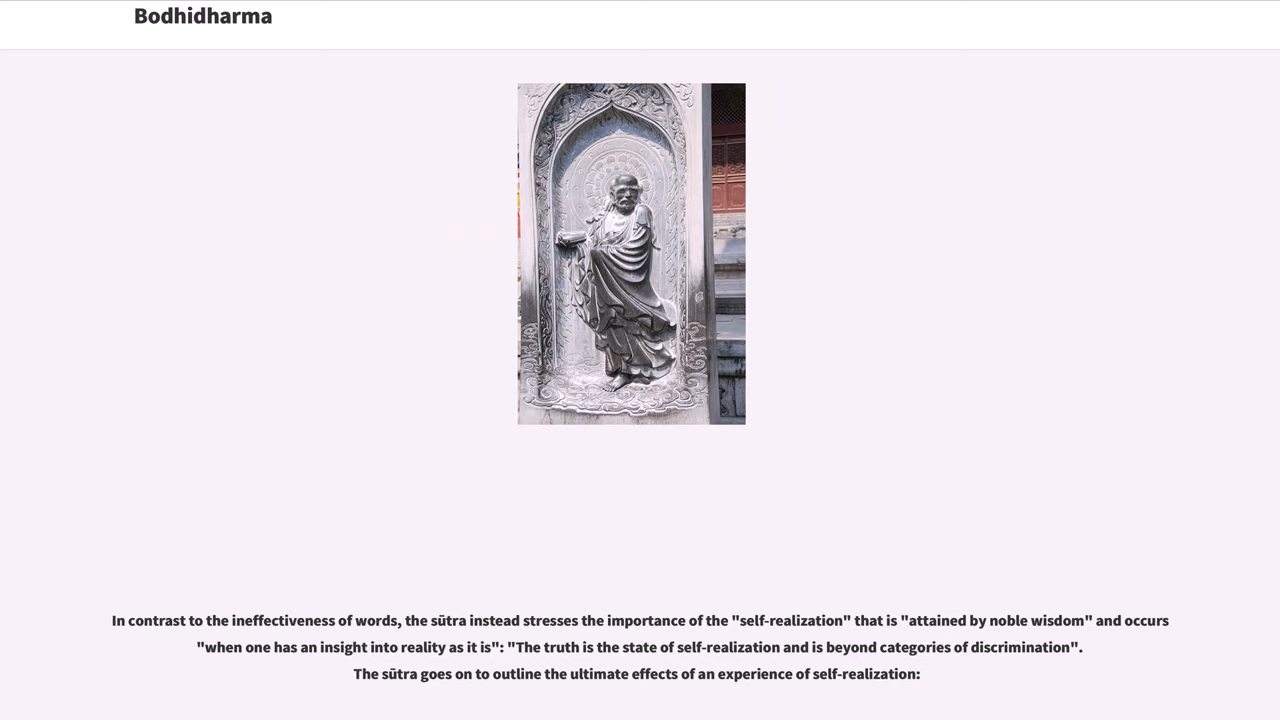 Bodhidharma
In contrast to the ineffectiveness of words, the sūtra instead stresses the importance of the "self-realization" that is "attained by noble wisdom" and occurs
"when one has an insight into reality as it is": "The truth is the state of self-realization and is beyond categories of discrimination".
The sūtra goes on to outline the ultimate effects of an experience of self-realization: